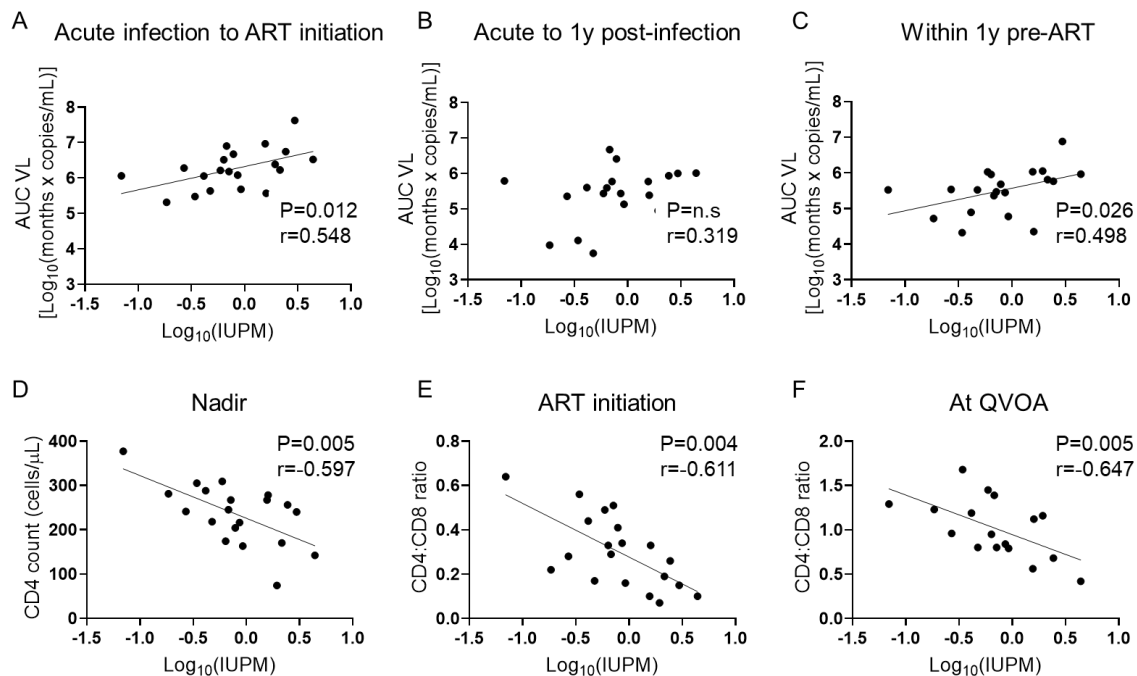 A
Acute infection to ART initiation
AUC VL
[Log₁₀(months x copies/mL)]
8
7
6
5
4
3
P=0.012
r=0.548
-1.5
-1.0
-0.5
0.0
0.5
1.0
Log₁₀(IUPM)
B
Acute to 1y post-infection
AUC VL
[Log₁₀(months x copies/mL)]
8
7
6
5
4
3
P=n.s
r=0.319
-1.5
-1.0
-0.5
0.0
0.5
1.0
Log₁₀(IUPM)
C
Within 1y pre-ART
AUC VL
[Log₁₀(months x copies/mL)]
8
7
6
5
4
3
P=0.026
r=0.498
-1.5
-1.0
-0.5
0.0
0.5
1.0
Log₁₀(IUPM)
D
Nadir
CD4 count (cells/μL)
400
300
200
100
0
P=0.005
r=-0.597
-1.5
-1.0
-0.5
0.0
0.5
1.0
Log₁₀(IUPM)
E
ART initiation
CD4:CD8 ratio
0.8
0.6
0.4
0.2
0.0
P=0.004
r=-0.611
-1.5
-1.0
-0.5
0.0
0.5
1.0
Log₁₀(IUPM)
F
At QVOA
CD4:CD8 ratio
2.0
1.5
1.0
0.5
0.0
P=0.005
r=-0.647
-1.5
-1.0
-0.5
0.0
0.5
1.0
Log₁₀(IUPM)